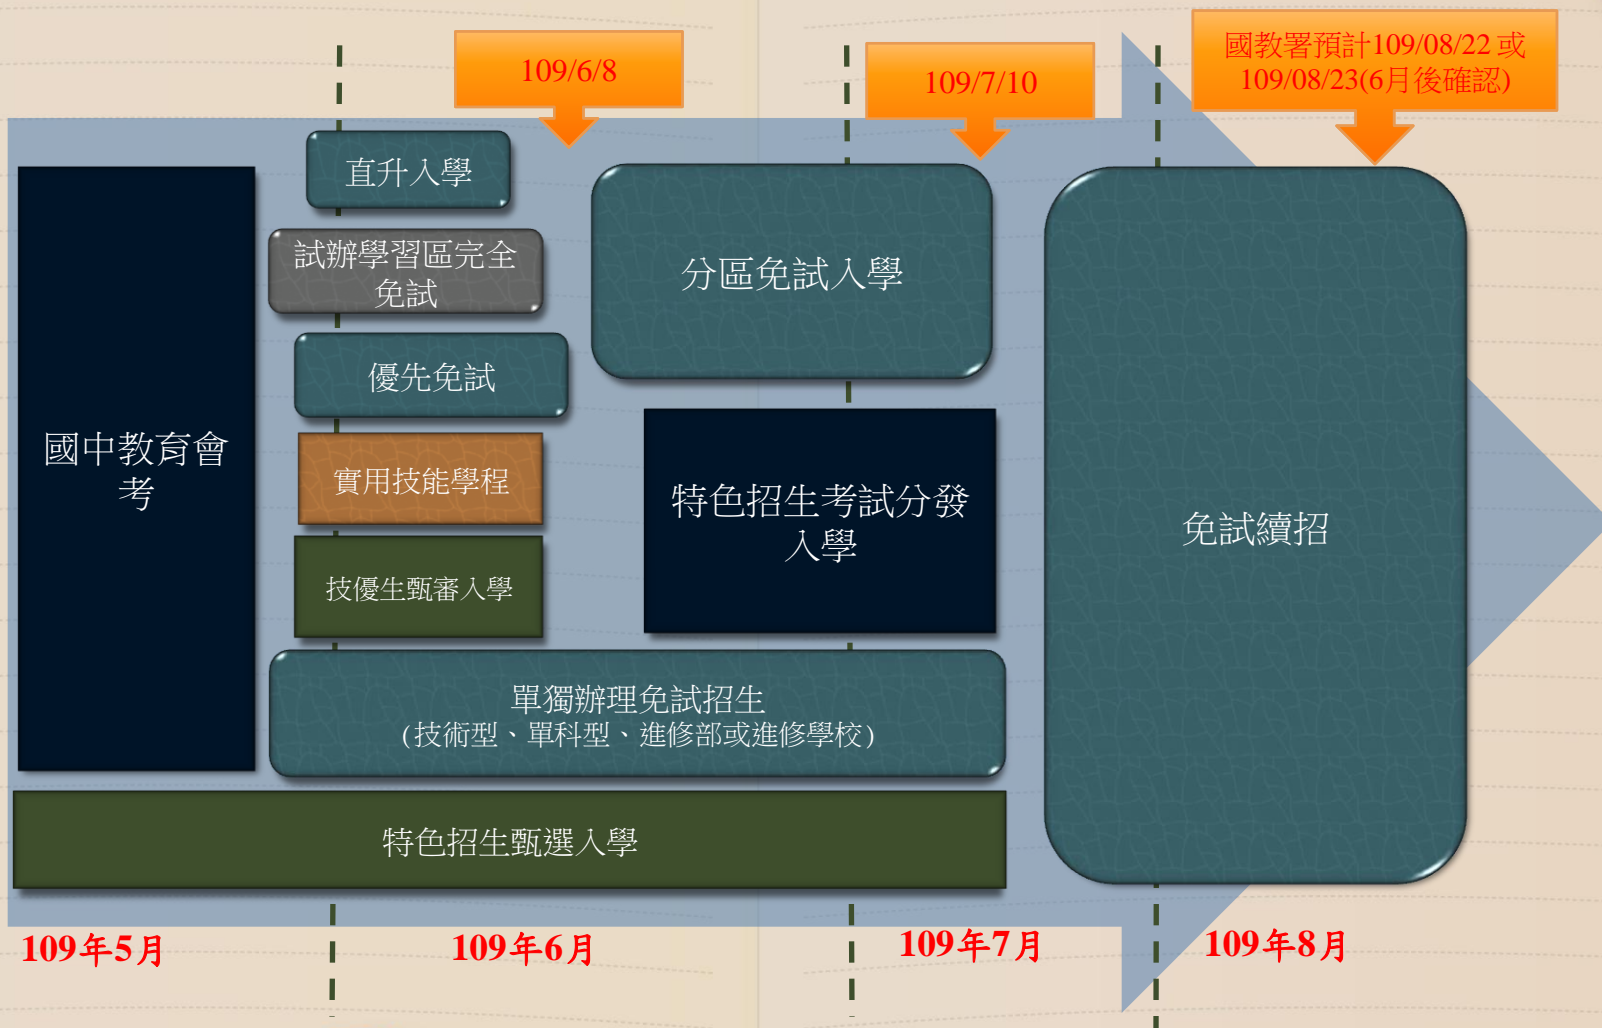 109/6/8
109/7/10
國教署預計109/08/22 或
109/08/23(6月後確認)
直升入學
試辦學習區完全
免試
優先免試
實用技能學程
技優生甄審入學
國中教育會
考
分區免試入學
特色招生考試分發
入學
免試續招
單獨辦理免試招生
(技術型、單科型、進修部或進修學校)
特色招生甄選入學
109年5月
109年6月
109年7月
109年8月